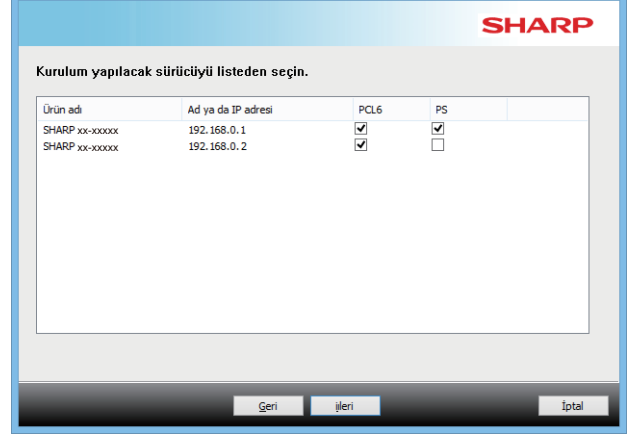 SHARP
Kurulum yapılacak sürücüyü listeden seçin.
Ürün adı Ad ya da IP adresi PCL6 PS
SHARP xx-xxxxx 192.168.0.1
SHARP xx-xxxxx 192.168.0.2
Geri İileri İptal